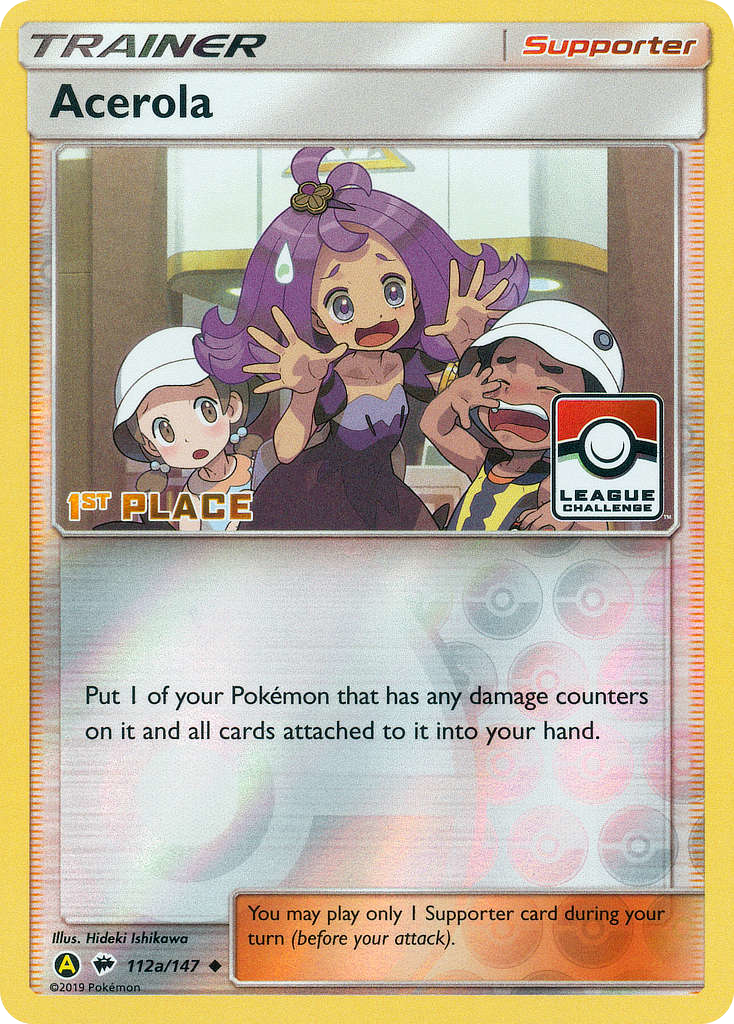 TRAINER
Supporter
Acerola
1ST PLACE
LEAGUE
CHALLENGE
TM
Put 1 of your Pokémon that has any damage counters
on it and all cards attached to it into your hand.
You may play only 1 Supporter card during your
turn (before your attack).
Illus. Hideki Ishikawa
A
112a/147
©2019 Pokémon